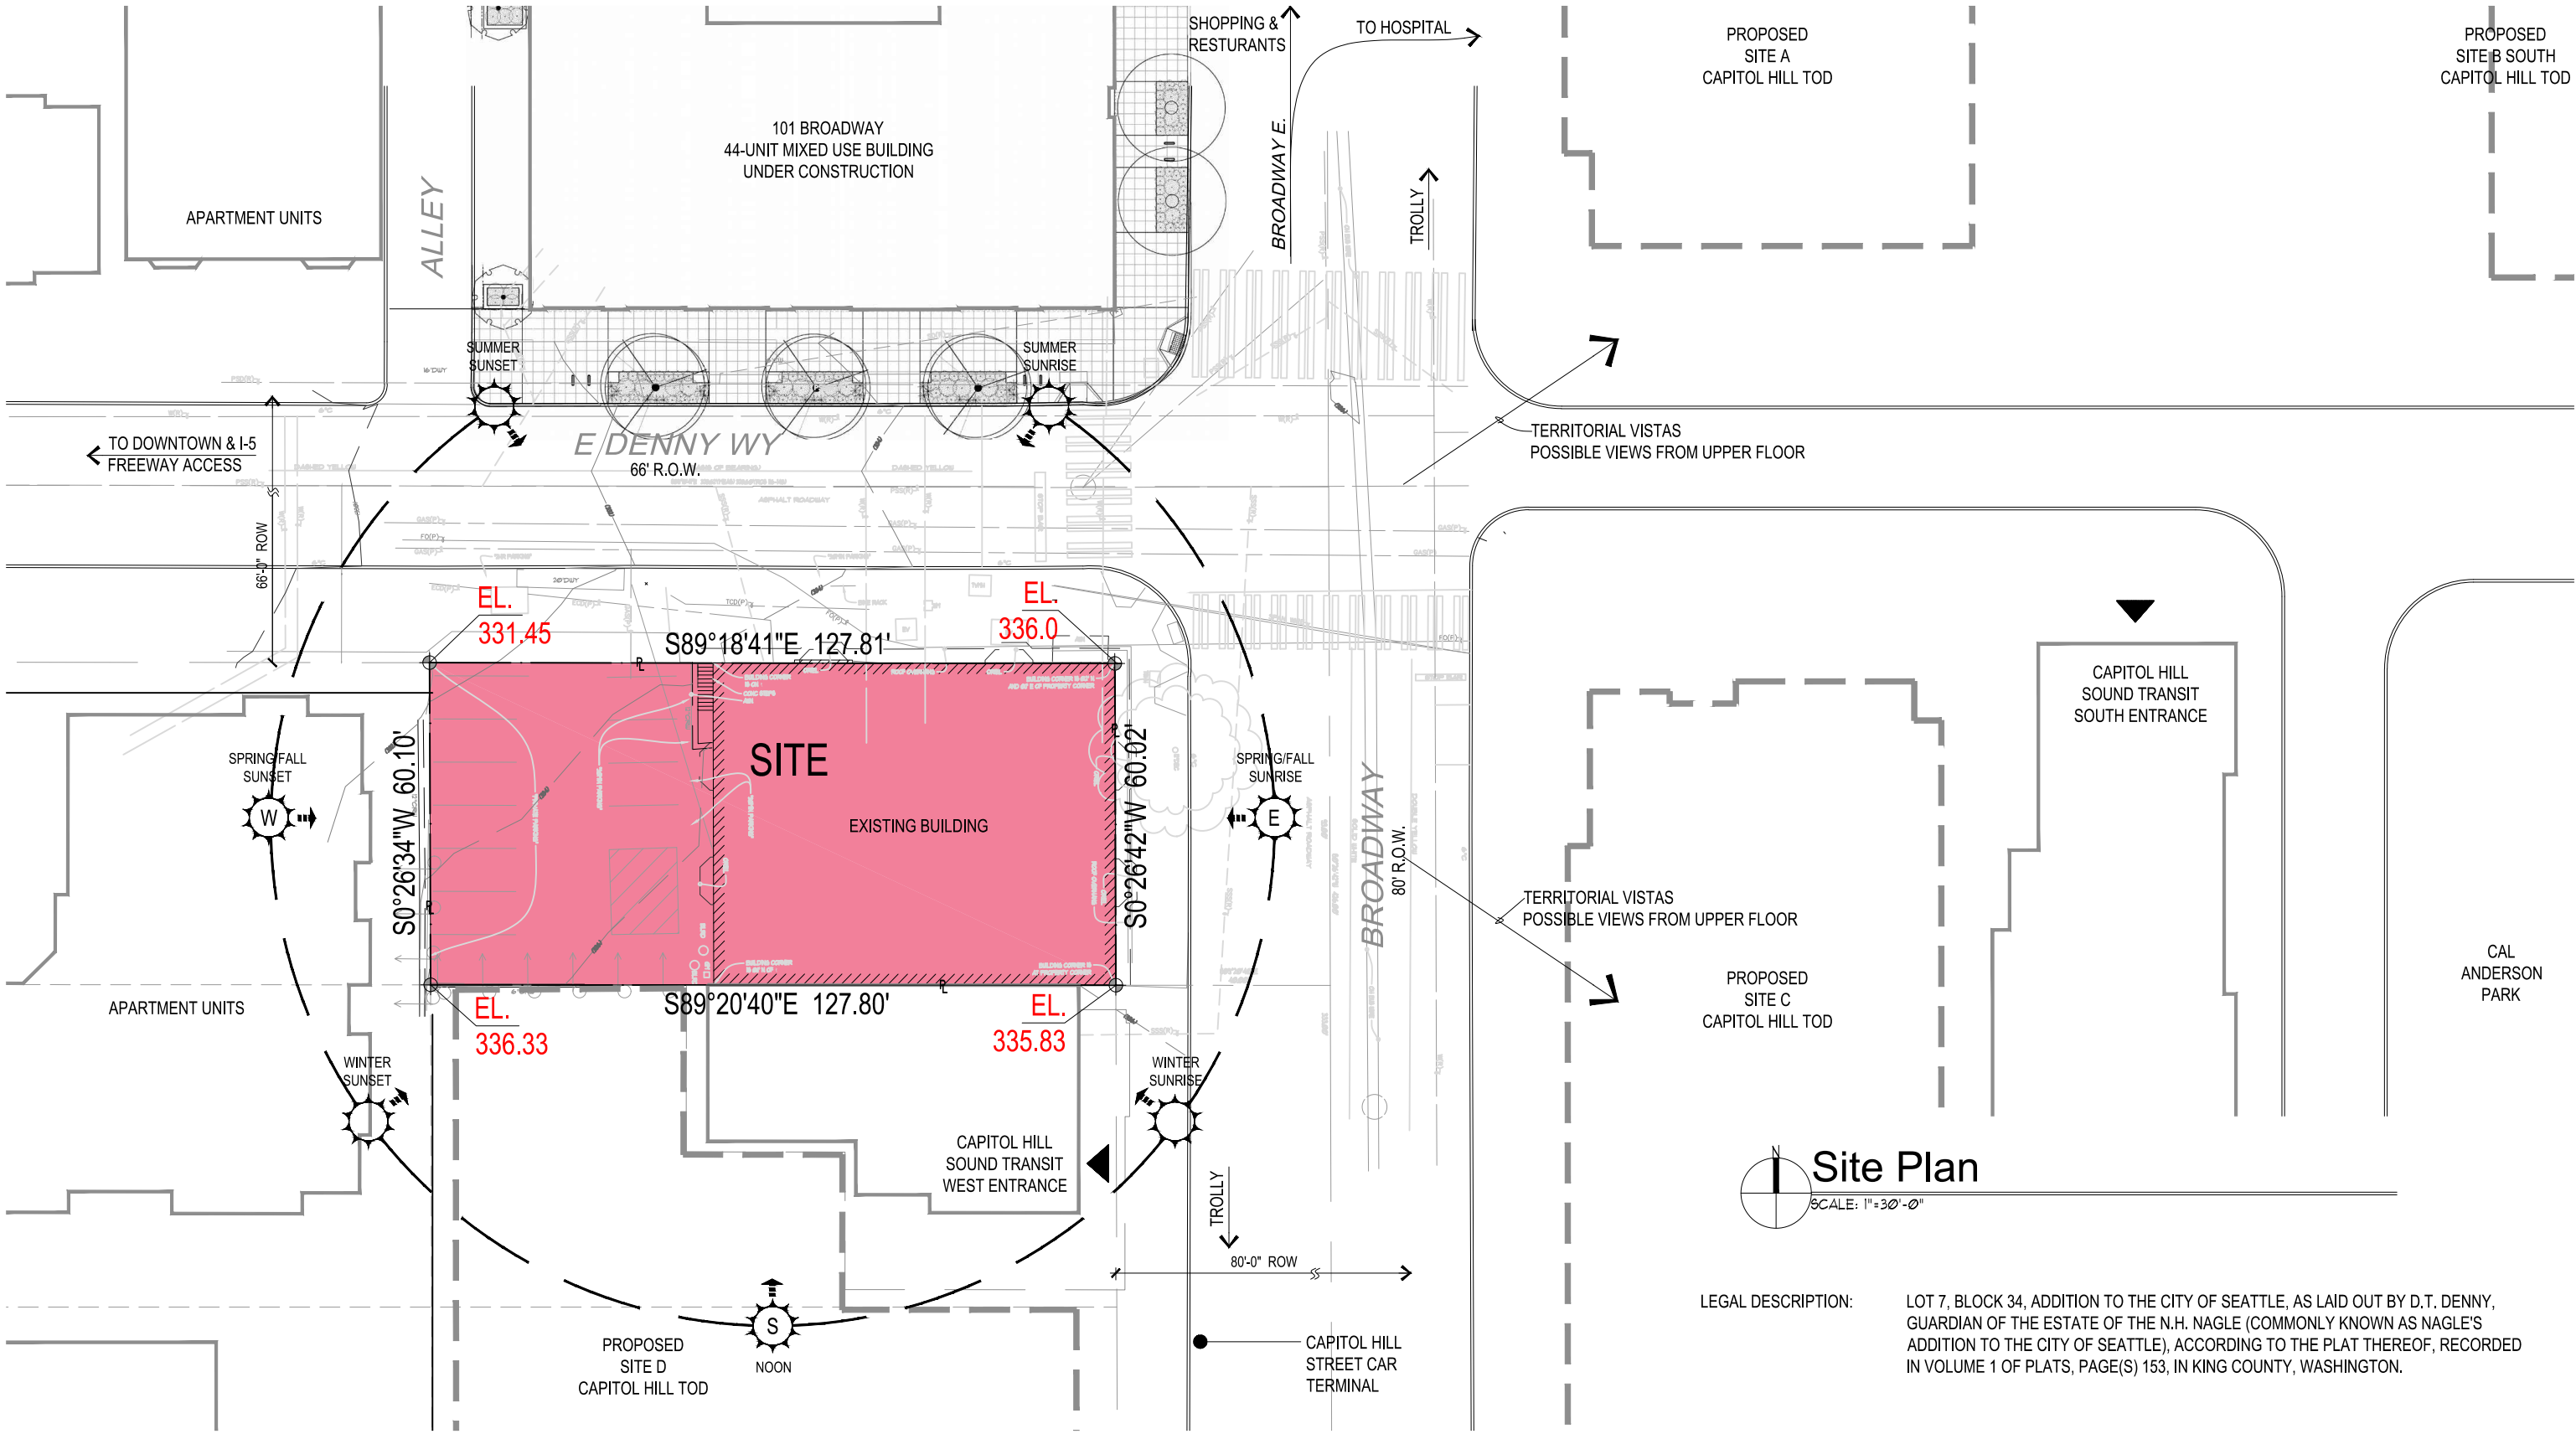 SHOPPING &
RESTURANTS
TO HOSPITAL
PROPOSED
SITE A
CAPITOL HILL TOD
PROPOSED
SITE B SOUTH
CAPITOL HILL TOD
101 BROADWAY
44-UNIT MIXED USE BUILDING
UNDER CONSTRUCTION
BROADWAY E.
TROLLY
APARTMENT UNITS
ALLEY
SUMMER
SUNSET
SUMMER
SUNRISE
W/DWY
TO DOWNTOWN & I-5
FREEWAY ACCESS
E DENNY WY
66' R.O.W.
DASHED YELLOW
DASHED YELLOW
ASPHALT ROADWAY
TERRITORIAL VISTAS
POSSIBLE VIEWS FROM UPPER FLOOR
66'-0" ROW
EL.
331.45
EL.
336.0
S89°18'41"E 127.81'
SITE
EXISTING BUILDING
S0°26'34"W 60.10'
S0°26'42"W 60.02'
SPRING/FALL
SUNSET
W
SPRING/FALL
SUNRISE
E
BROADWAY
80' R.O.W.
CAPITOL HILL
SOUND TRANSIT
SOUTH ENTRANCE
TERRITORIAL VISTAS
POSSIBLE VIEWS FROM UPPER FLOOR
PROPOSED
SITE C
CAPITOL HILL TOD
CAL
ANDERSON
PARK
APARTMENT UNITS
EL.
336.33
S89°20'40"E 127.80'
EL.
335.83
WINTER
SUNSET
WINTER
SUNRISE
CAPITOL HILL
SOUND TRANSIT
WEST ENTRANCE
TROLLY
80'-0" ROW
N
Site Plan
SCALE: 1"=30'-0"
S
NOON
PROPOSED
SITE D
CAPITOL HILL TOD
CAPITOL HILL
STREET CAR
TERMINAL
LEGAL DESCRIPTION:
LOT 7, BLOCK 34, ADDITION TO THE CITY OF SEATTLE, AS LAID OUT BY D.T. DENNY,
GUARDIAN OF THE ESTATE OF THE N.H. NAGLE (COMMONLY KNOWN AS NAGLE'S
ADDITION TO THE CITY OF SEATTLE), ACCORDING TO THE PLAT THEREOF, RECORDED
IN VOLUME 1 OF PLATS, PAGE(S) 153, IN KING COUNTY, WASHINGTON.